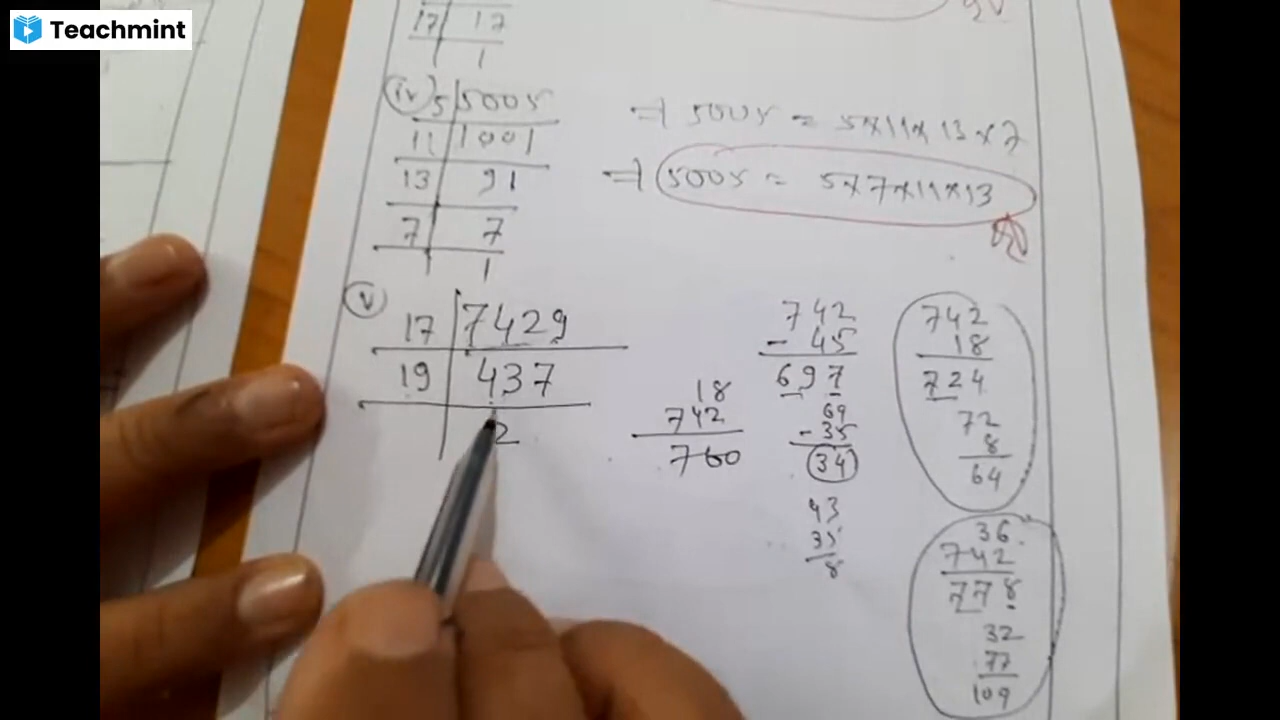 Teachmint
17 | 17
1
(iv) 5 | 5005
11 | 1001
13 | 91
7 | 7
1
⇒ 5005 = 5×11×13×7
⇒ 5005 = 5×7×11×13
(v)
17 | 7429
19 | 437
2
18
742
760
742
- 45
697
69
- 35
34
43
35
8
742
18
724
72
8
64
36
742
778
32
77
109